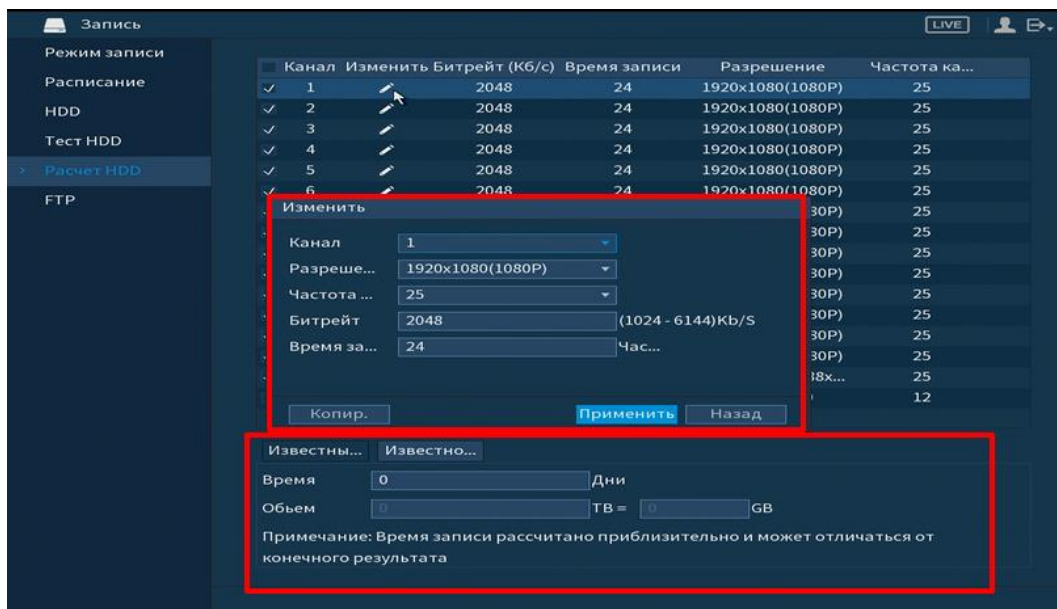 Запись LIVE
Режим записи
Расписание
HDD
Тест HDD
Расчет HDD
FTP
Канал Изменить Битрейт (Кб/с) Время записи Разрешение Частота ка...
1 2048 24 1920x1080(1080P) 25
2 2048 24 1920x1080(1080P) 25
3 2048 24 1920x1080(1080P) 25
4 2048 24 1920x1080(1080P) 25
5 2048 24 1920x1080(1080P) 25
6 2048 24 1920x1080(1080P) 25
25
25
25
25
25
25
25
25
25
12
Изменить
Канал 1
Разреше... 1920x1080(1080P)
Частота ... 25
Битрейт 2048 (1024 - 6144)Kb/S
Время за... 24 Час...
Копир. Применить Назад
Известны... Известно...
Время 0 Дни
Обьем 0 TB = 0 GB
Примечание: Время записи рассчитано приблизительно и может отличаться от
конечного результата